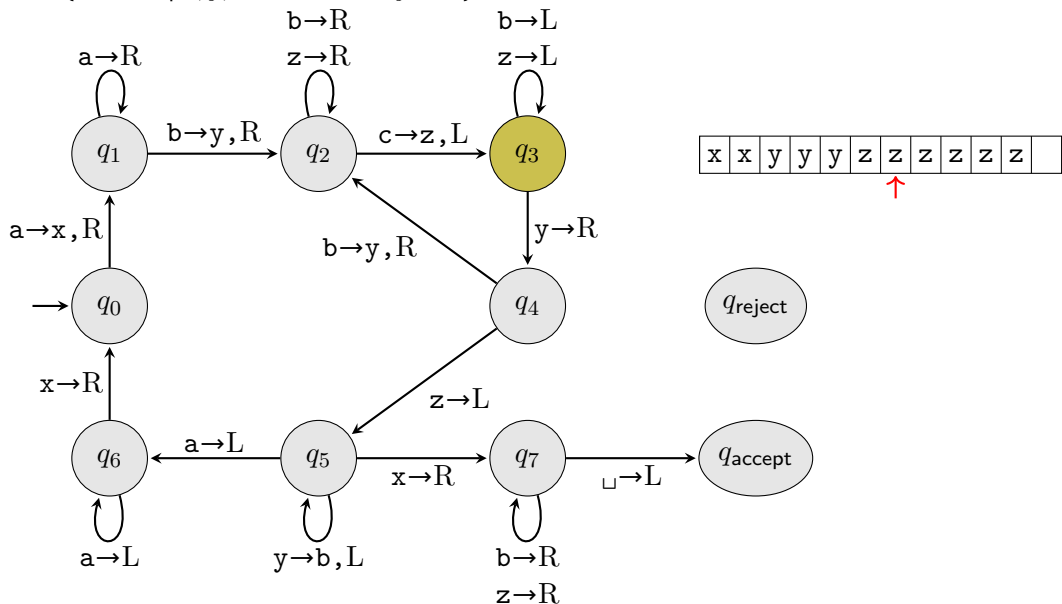 b→R b→L
a→R z→R z→L
b→y,R c→z,L
q1 q2 q3 x x y y y z z z z z z
a→x,R b→y,R y→R
q0 q4 qreject
x→R z→L
a→L
q6 q5 q7 qaccept
x→R ␣→L
a→L y→b,L b→R
z→R